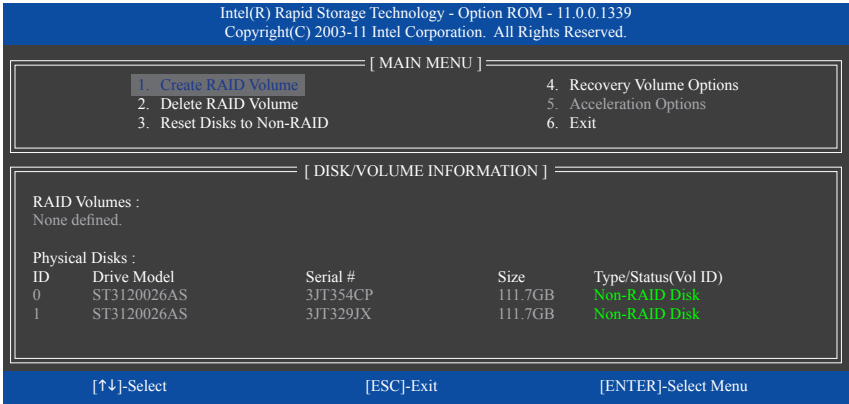 Intel(R) Rapid Storage Technology - Option ROM - 11.0.0.1339
Copyright(C) 2003-11 Intel Corporation. All Rights Reserved.
[ MAIN MENU ]
1. Create RAID Volume
2. Delete RAID Volume
3. Reset Disks to Non-RAID
4. Recovery Volume Options
5. Acceleration Options
6. Exit
[ DISK/VOLUME INFORMATION ]
RAID Volumes :
None defined.
Physical Disks :
ID Drive Model Serial # Size Type/Status(Vol ID)
0 ST3120026AS 3JT354CP 111.7GB Non-RAID Disk
1 ST3120026AS 3JT329JX 111.7GB Non-RAID Disk
[↑↓]-Select [ESC]-Exit [ENTER]-Select Menu